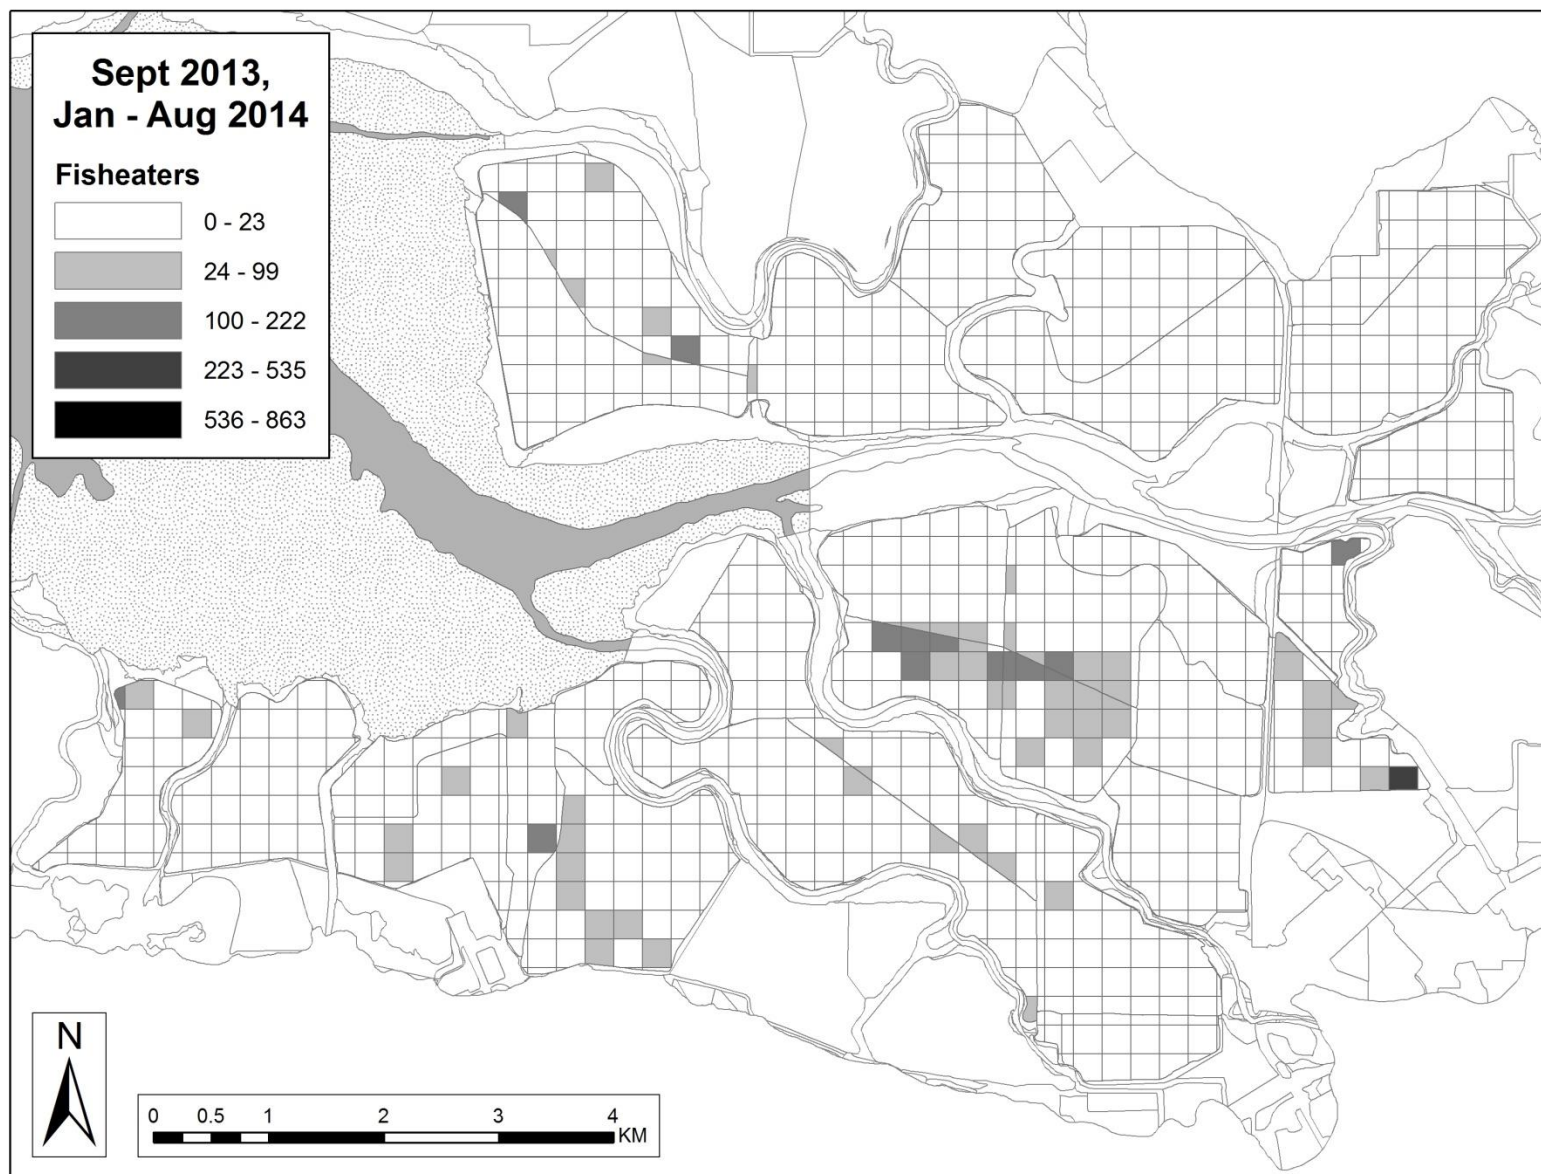 Sept 2013,
Jan - Aug 2014
Fisheaters
0 - 23
24 - 99
100 - 222
223 - 535
536 - 863
N
0 0.5 1 2 3 4
KM